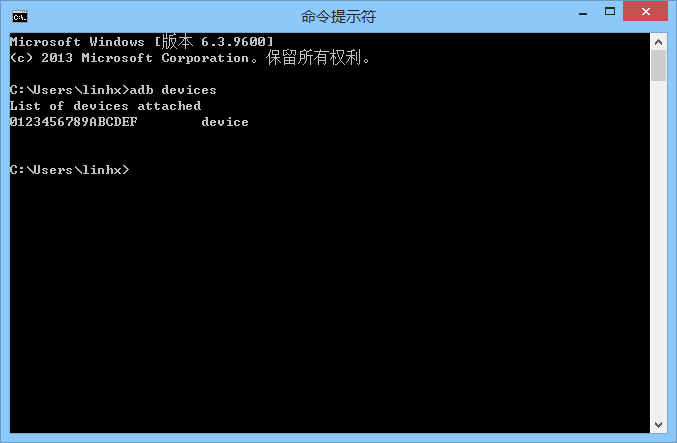 命令提示符
Microsoft Windows [版本 6.3.9600]
(c) 2013 Microsoft Corporation。保留所有权利。
C:\Users\linhx>adb devices
List of devices attached
0123456789ABCDEF        device
C:\Users\linhx>